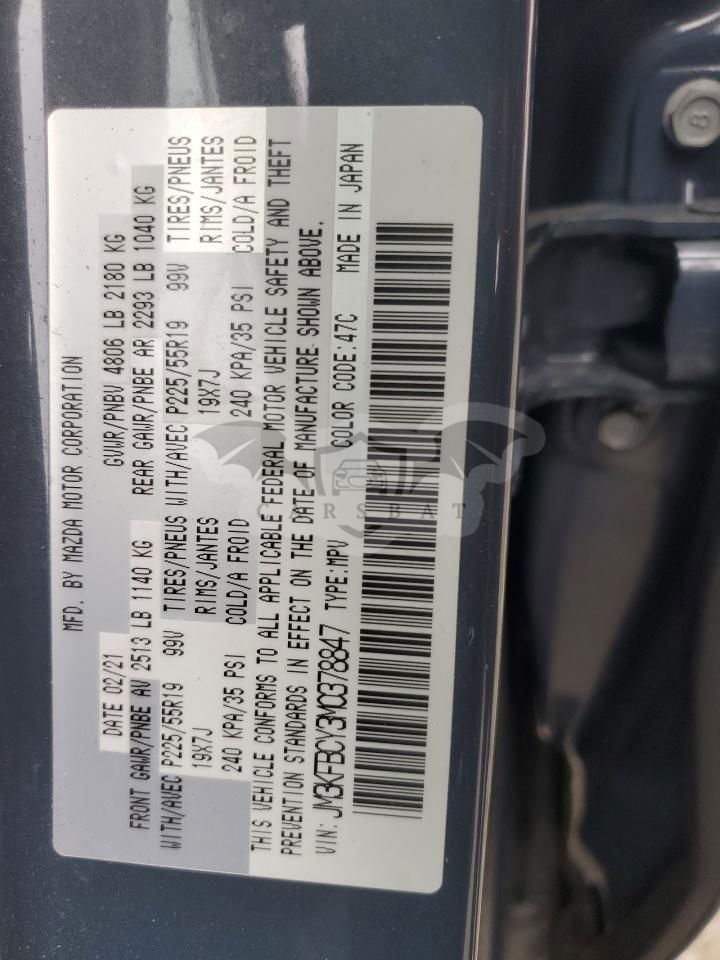 MFD. BY MAZDA MOTOR CORPORATION
DATE 02/21 GVWR/PNBV 4806 LB 2180 KG
FRONT GAWR/PNBE AV 2513 LB 1140 KG REAR GAWR/PNBE AR 2293 LB 1040 KG
WITH/AVEC P225/55R19 99V TIRES/PNEUS WITH/AVEC P225/55R19 99V TIRES/PNEUS
19X7J RIMS/JANTES 19X7J RIMS/JANTES
240 KPA/35 PSI COLD/A FROID 240 KPA/35 PSI COLD/A FROID
THIS VEHICLE CONFORMS TO ALL APPLICABLE FEDERAL MOTOR VEHICLE SAFETY AND THEFT
PREVENTION STANDARDS IN EFFECT ON THE DATE OF MANUFACTURE SHOWN ABOVE.
VIN: JM3KFBCY3M0378847 TYPE:MPV COLOR CODE:47C MADE IN JAPAN
CARSBAT
8